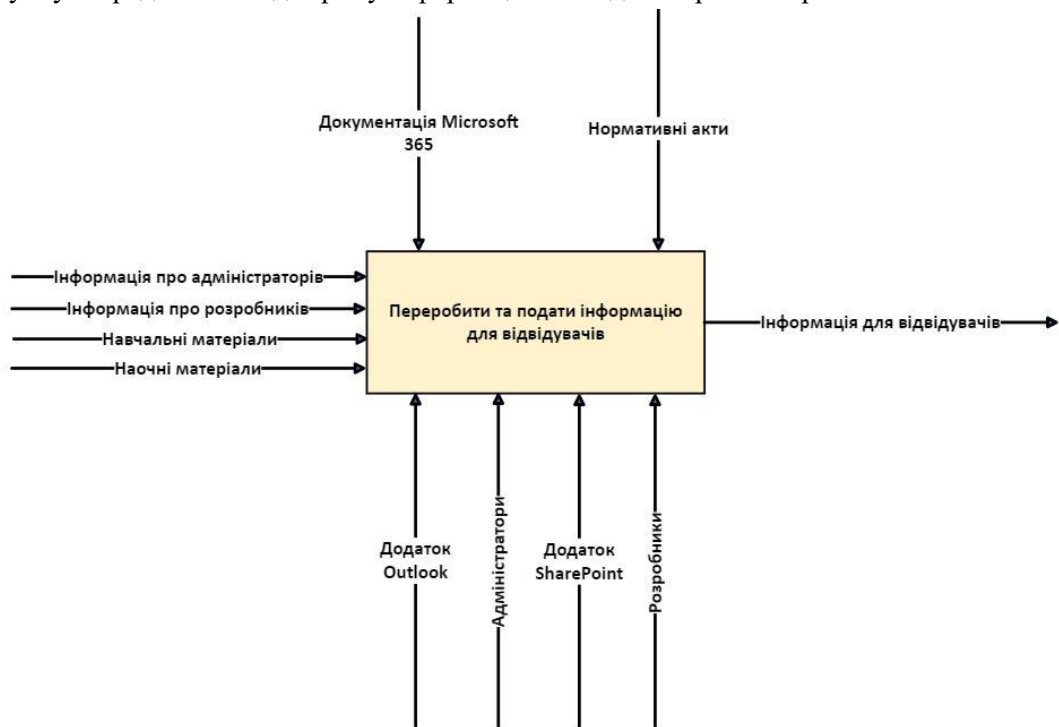 Документація Microsoft
365
Нормативні акти
Інформація про адміністраторів
Інформація про розробників
Навчальні матеріали
Наочні матеріали
Переробити та подати інформацію
для відвідувачів
Інформація для відвідувачів
Додаток
Outlook
Адміністратори
Додаток
SharePoint
Розробники